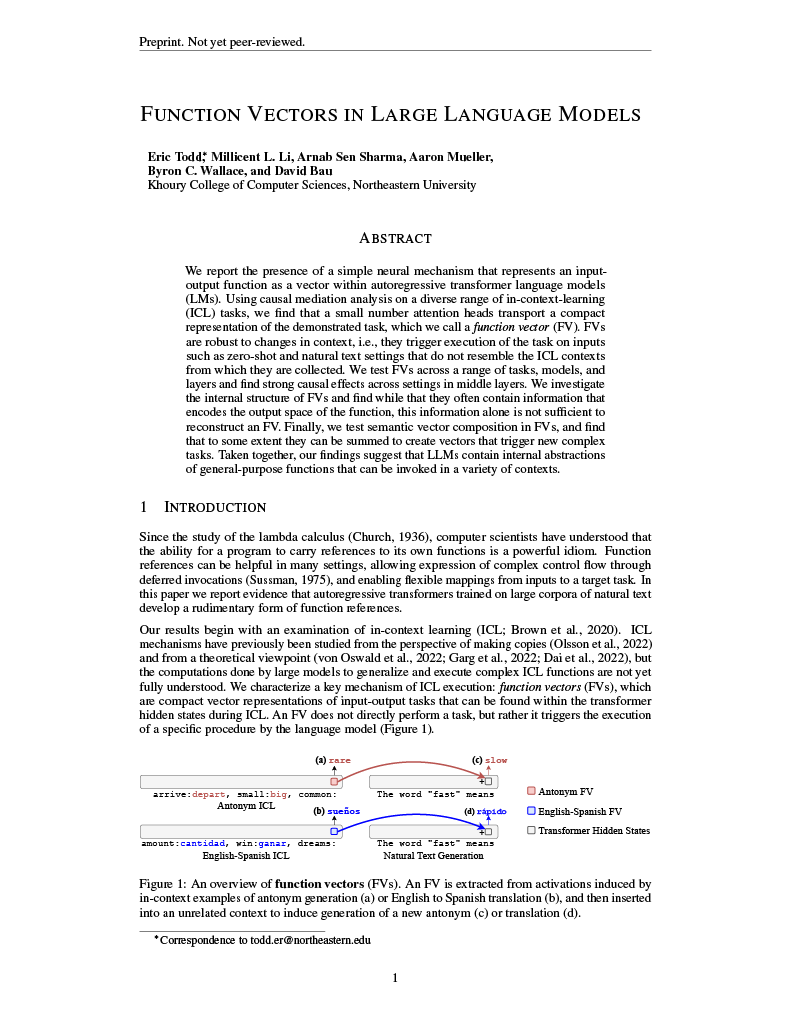 Preprint. Not yet peer-reviewed.
FUNCTION VECTORS IN LARGE LANGUAGE MODELS
Eric Todd,* Millicent L. Li, Arnab Sen Sharma, Aaron Mueller,
Byron C. Wallace, and David Bau
Khoury College of Computer Sciences, Northeastern University
ABSTRACT
We report the presence of a simple neural mechanism that represents an input-
output function as a vector within autoregressive transformer language models
(LMs). Using causal mediation analysis on a diverse range of in-context-learning
(ICL) tasks, we find that a small number attention heads transport a compact
representation of the demonstrated task, which we call a function vector (FV). FVs
are robust to changes in context, i.e., they trigger execution of the task on inputs
such as zero-shot and natural text settings that do not resemble the ICL contexts
from which they are collected. We test FVs across a range of tasks, models, and
layers and find strong causal effects across settings in middle layers. We investigate
the internal structure of FVs and find while that they often contain information that
encodes the output space of the function, this information alone is not sufficient to
reconstruct an FV. Finally, we test semantic vector composition in FVs, and find
that to some extent they can be summed to create vectors that trigger new complex
tasks. Taken together, our findings suggest that LLMs contain internal abstractions
of general-purpose functions that can be invoked in a variety of contexts.
1 INTRODUCTION
Since the study of the lambda calculus (Church, 1936), computer scientists have understood that
the ability for a program to carry references to its own functions is a powerful idiom. Function
references can be helpful in many settings, allowing expression of complex control flow through
deferred invocations (Sussman, 1975), and enabling flexible mappings from inputs to a target task. In
this paper we report evidence that autoregressive transformers trained on large corpora of natural text
develop a rudimentary form of function references.
Our results begin with an examination of in-context learning (ICL; Brown et al., 2020). ICL
mechanisms have previously been studied from the perspective of making copies (Olsson et al., 2022)
and from a theoretical viewpoint (von Oswald et al., 2022; Garg et al., 2022; Dai et al., 2022), but
the computations done by large models to generalize and execute complex ICL functions are not yet
fully understood. We characterize a key mechanism of ICL execution: function vectors (FVs), which
are compact vector representations of input-output tasks that can be found within the transformer
hidden states during ICL. An FV does not directly perform a task, but rather it triggers the execution
of a specific procedure by the language model (Figure 1).
(a) rare
(c) slow
+
arrive:depart, small:big, common:
The word "fast" means
Antonym ICL
(b) sueños
(d) rápido
+
amount:cantidad, win:ganar, dreams:
The word "fast" means
English-Spanish ICL
Natural Text Generation
Antonym FV
English-Spanish FV
Transformer Hidden States
Figure 1: An overview of function vectors (FVs). An FV is extracted from activations induced by
in-context examples of antonym generation (a) or English to Spanish translation (b), and then inserted
into an unrelated context to induce generation of a new antonym (c) or translation (d).
*Correspondence to todd.er@northeastern.edu
1